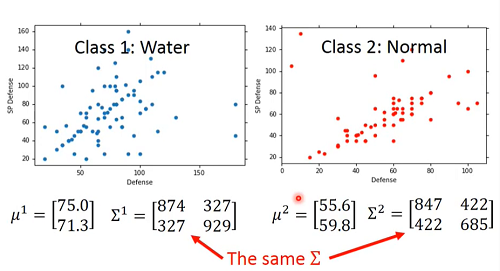 Class 1: Water
SP Defense
160
140
120
100
80
60
40
20
50
100
150
Defense
Class 2: Normal
SP Defense
140
120
100
80
60
40
20
0
20
40
60
80
100
Defense
μ¹ = [75.0 71.3] Σ¹ = [874 327 327 929]
μ² = [55.6 59.8] Σ² = [847 422 422 685]
The same Σ